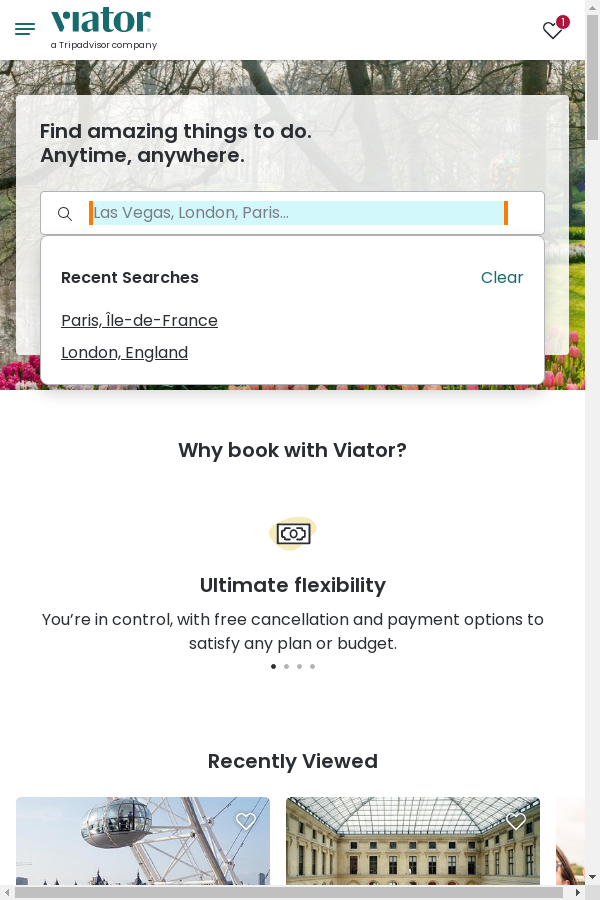 viator
a Tripadvisor company
1
Find amazing things to do.
Anytime, anywhere.
Las Vegas, London, Paris...
Recent Searches
Clear
Paris, Île-de-France
London, England
Why book with Viator?
Ultimate flexibility
You’re in control, with free cancellation and payment options to
satisfy any plan or budget.
Recently Viewed